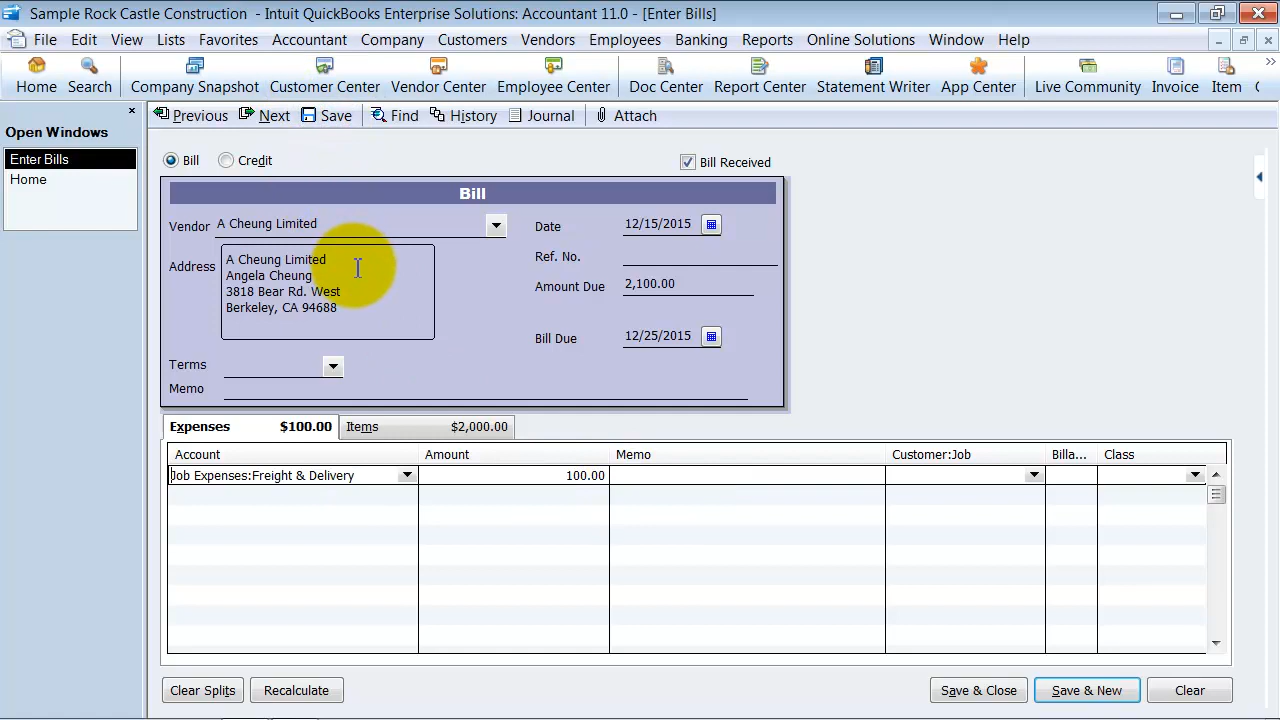 Sample Rock Castle Construction - Intuit QuickBooks Enterprise Solutions: Accountant 11.0 - [Enter Bills]
File Edit View Lists Favorites Accountant Company Customers Vendors Employees Banking Reports Online Solutions Window Help
Home Search Company Snapshot Customer Center Vendor Center Employee Center Doc Center Report Center Statement Writer App Center Live Community Invoice Item
Open Windows
Enter Bills
Home
Previous Next Save Find History Journal Attach
Bill Credit Bill Received
Bill
Vendor A Cheung Limited Date 12/15/2015
Ref. No.
Address A Cheung Limited
Angela Cheung
3818 Bear Rd. West
Berkeley, CA 94688
Amount Due 2,100.00
Bill Due 12/25/2015
Terms
Memo
Expenses $100.00 Items $2,000.00
Account Amount Memo Customer:Job Billa... Class
Job Expenses:Freight & Delivery 100.00
Clear Splits Recalculate Save & Close Save & New Clear